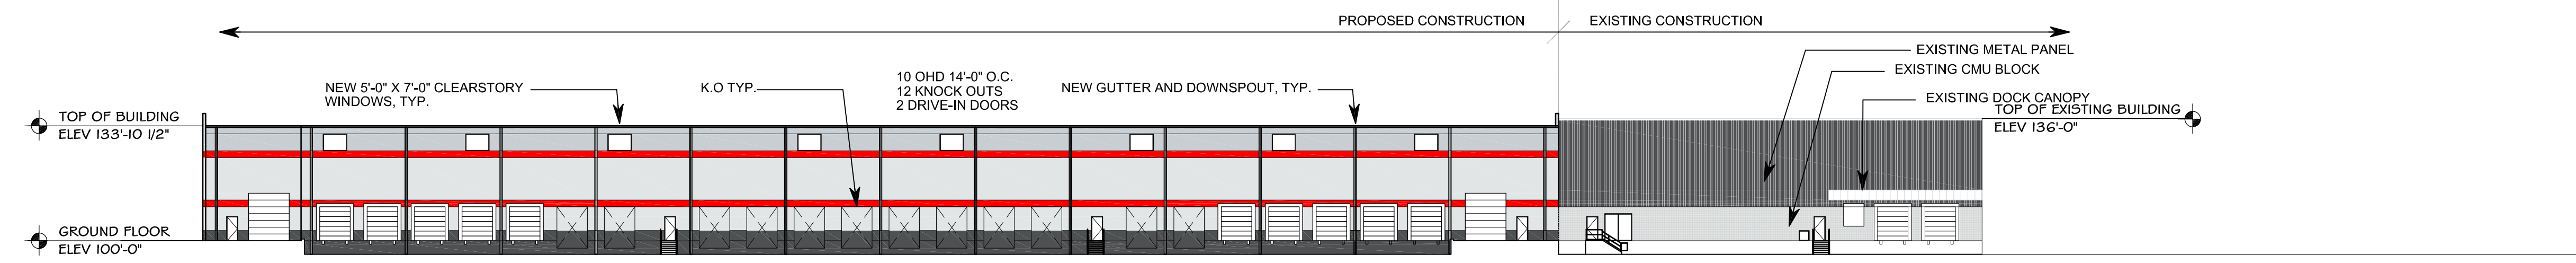 PROPOSED CONSTRUCTION
EXISTING CONSTRUCTION
EXISTING METAL PANEL
EXISTING CMU BLOCK
NEW 5'-0" X 7'-0" CLEARSTORY
WINDOWS, TYP.
K.O TYP.
10 OHD 14'-0" O.C.
12 KNOCK OUTS
2 DRIVE-IN DOORS
NEW GUTTER AND DOWNSPOUT, TYP.
EXISTING DOCK CANOPY
TOP OF BUILDING
ELEV 133'-10 1/2"
TOP OF EXISTING BUILDING
ELEV 136'-0"
GROUND FLOOR
ELEV 100'-0"